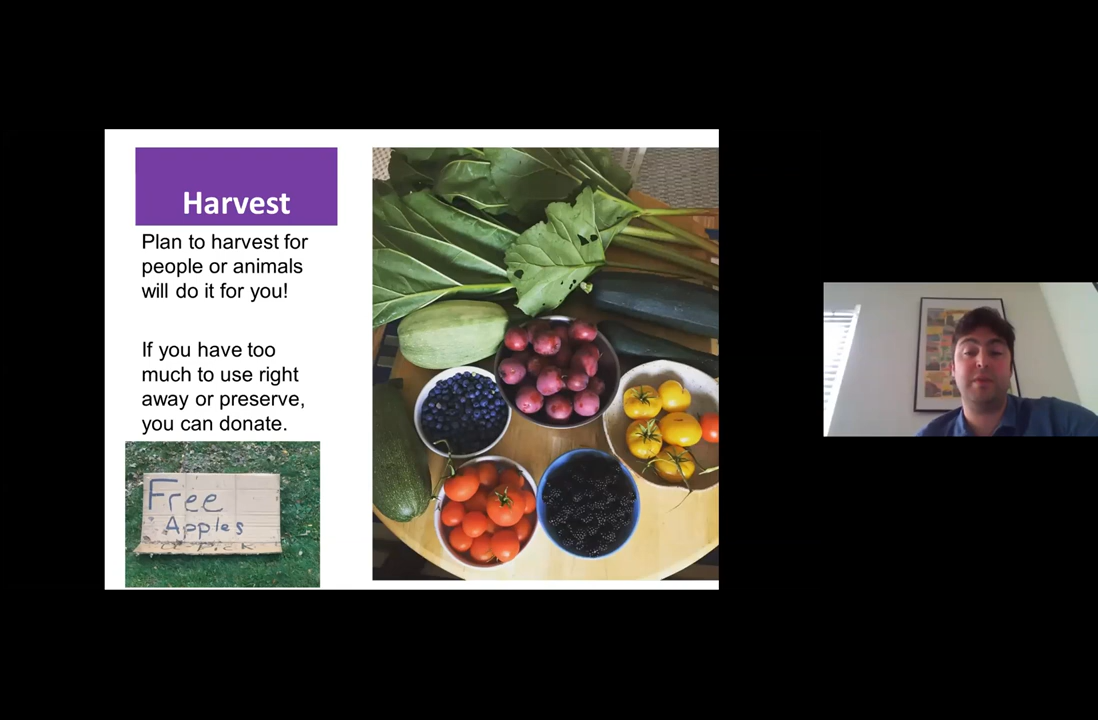 Harvest
Plan to harvest for
people or animals
will do it for you!
If you have too
much to use right
away or preserve,
you can donate.
Free
Apples
U PICK